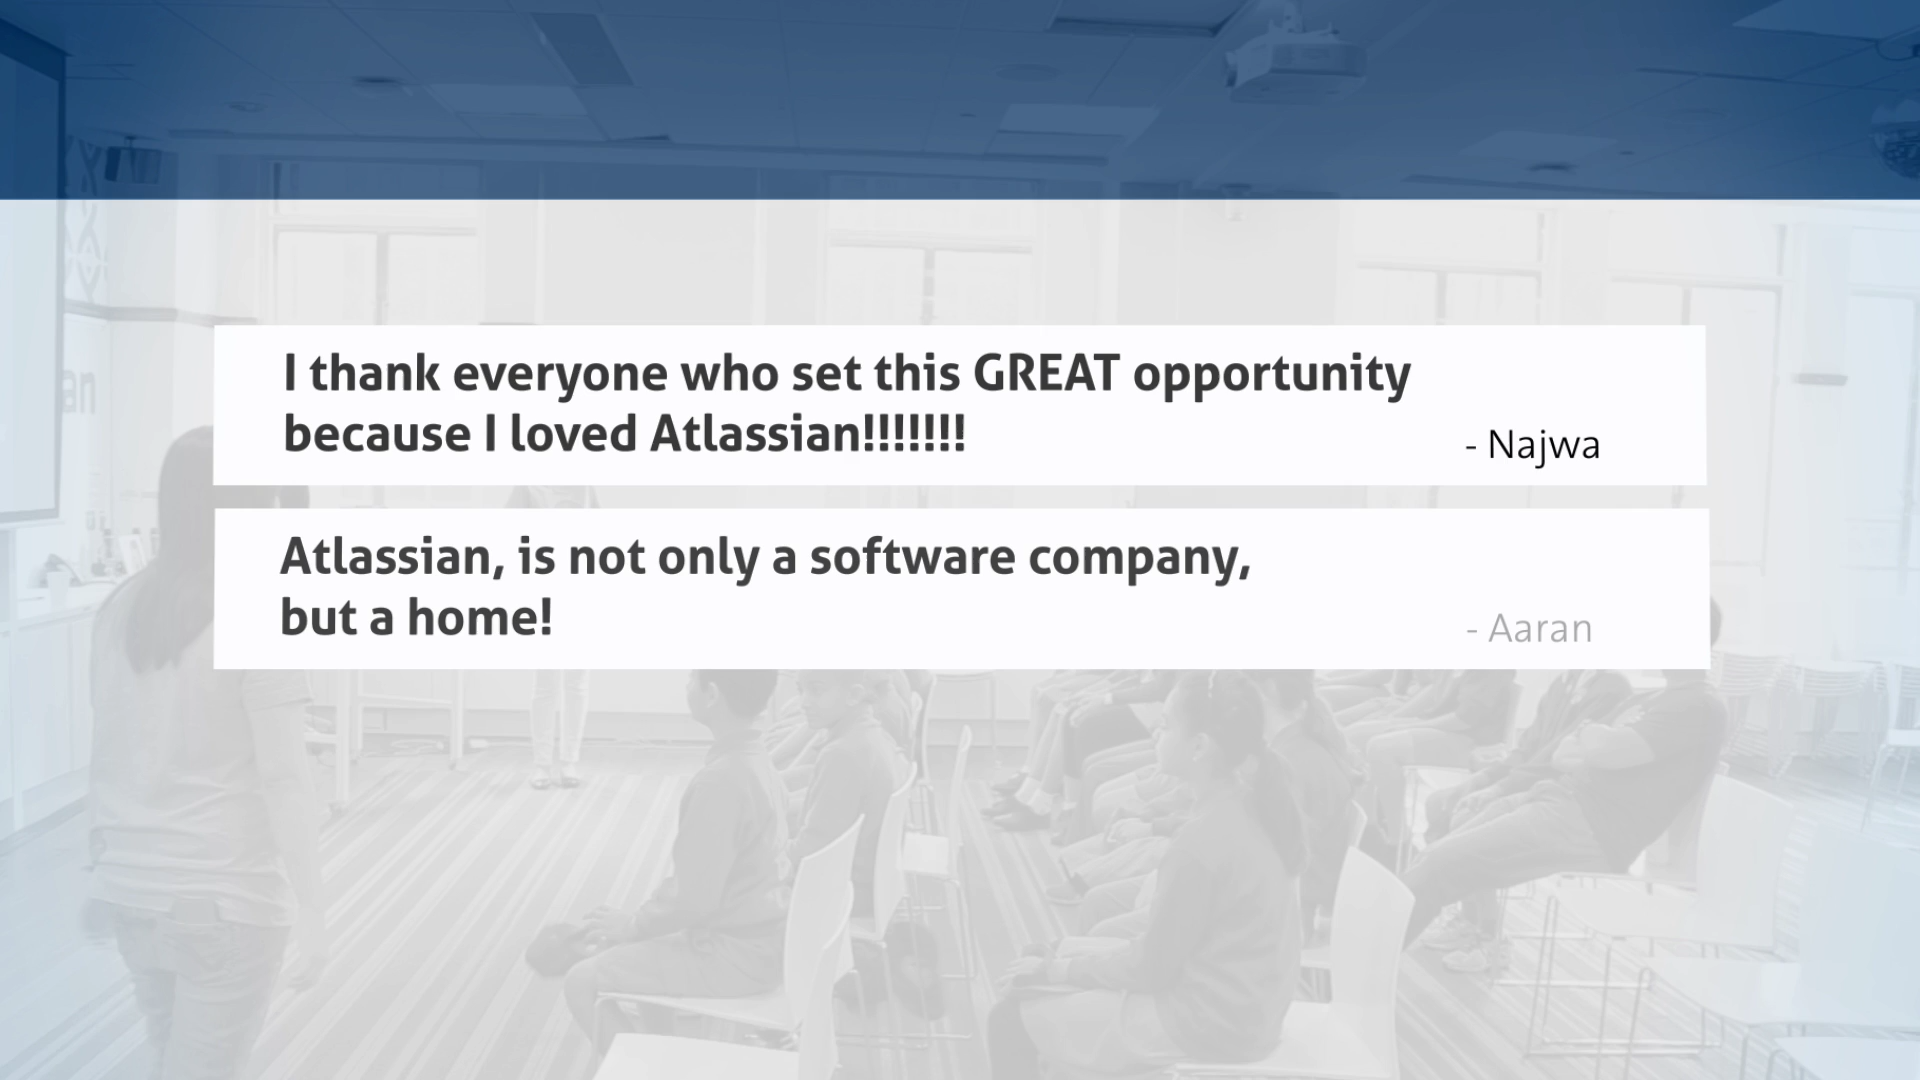 I thank everyone who set this GREAT opportunity
because I loved Atlassian!!!!!!!
- Najwa
Atlassian, is not only a software company,
but a home!
- Aaran